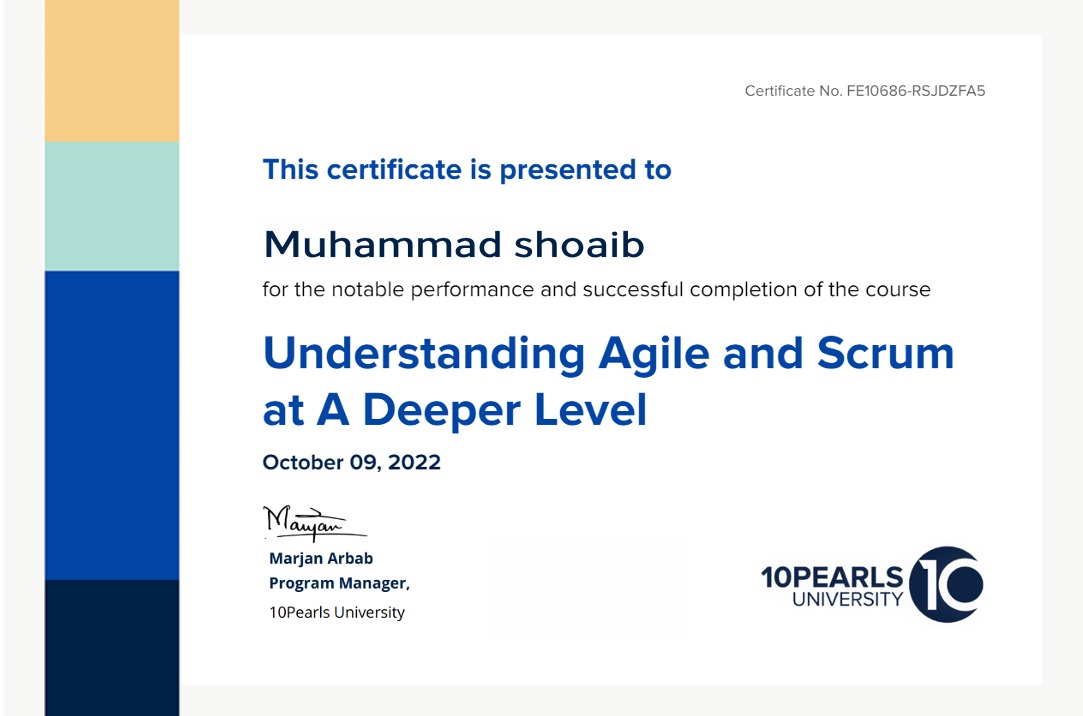 Certificate No. FE10686-RSJDZFA5
This certificate is presented to
Muhammad shoaib
for the notable performance and successful completion of the course
Understanding Agile and Scrum
at A Deeper Level
October 09, 2022
Marjan
Marjan Arbab
Program Manager,
10Pearls University
10PEARLS
UNIVERSITY
10